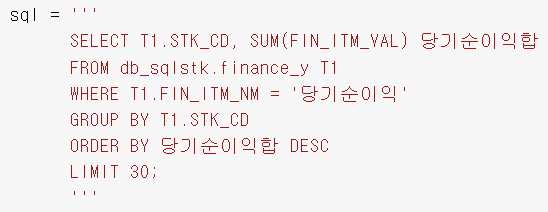 sql = '''
SELECT T1.STK_CD, SUM(FIN_ITM_VAL) 당기순이익합
FROM db_sqlstk.finance_y T1
WHERE T1.FIN_ITM_NM = '당기순이익'
GROUP BY T1.STK_CD
ORDER BY 당기순이익합 DESC
LIMIT 30;
'''